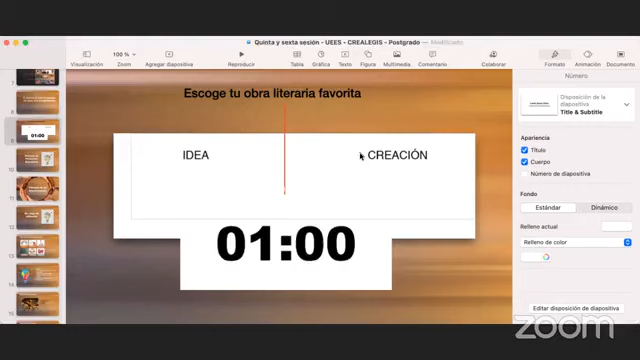 Quinta y sexta sesión - UEES - CREALEGIS - Postgrado — Modificado
100 %
Visualización
Zoom
Agregar diapositiva
Reproducir
Tabla
Gráfica
Texto
Figura
Multimedia
Comentario
Colaborar
Formato
Animación
Documento
Número
Disposición de la
diapositiva
Title & Subtitle
Apariencia
Título
Cuerpo
Número de diapositiva
Fondo
Estándar
Dinámico
Relleno actual
Relleno de color
Editar disposición de diapositiva
Escoge tu obra literaria favorita
IDEA
CREACIÓN
01:00
01:00
zoom